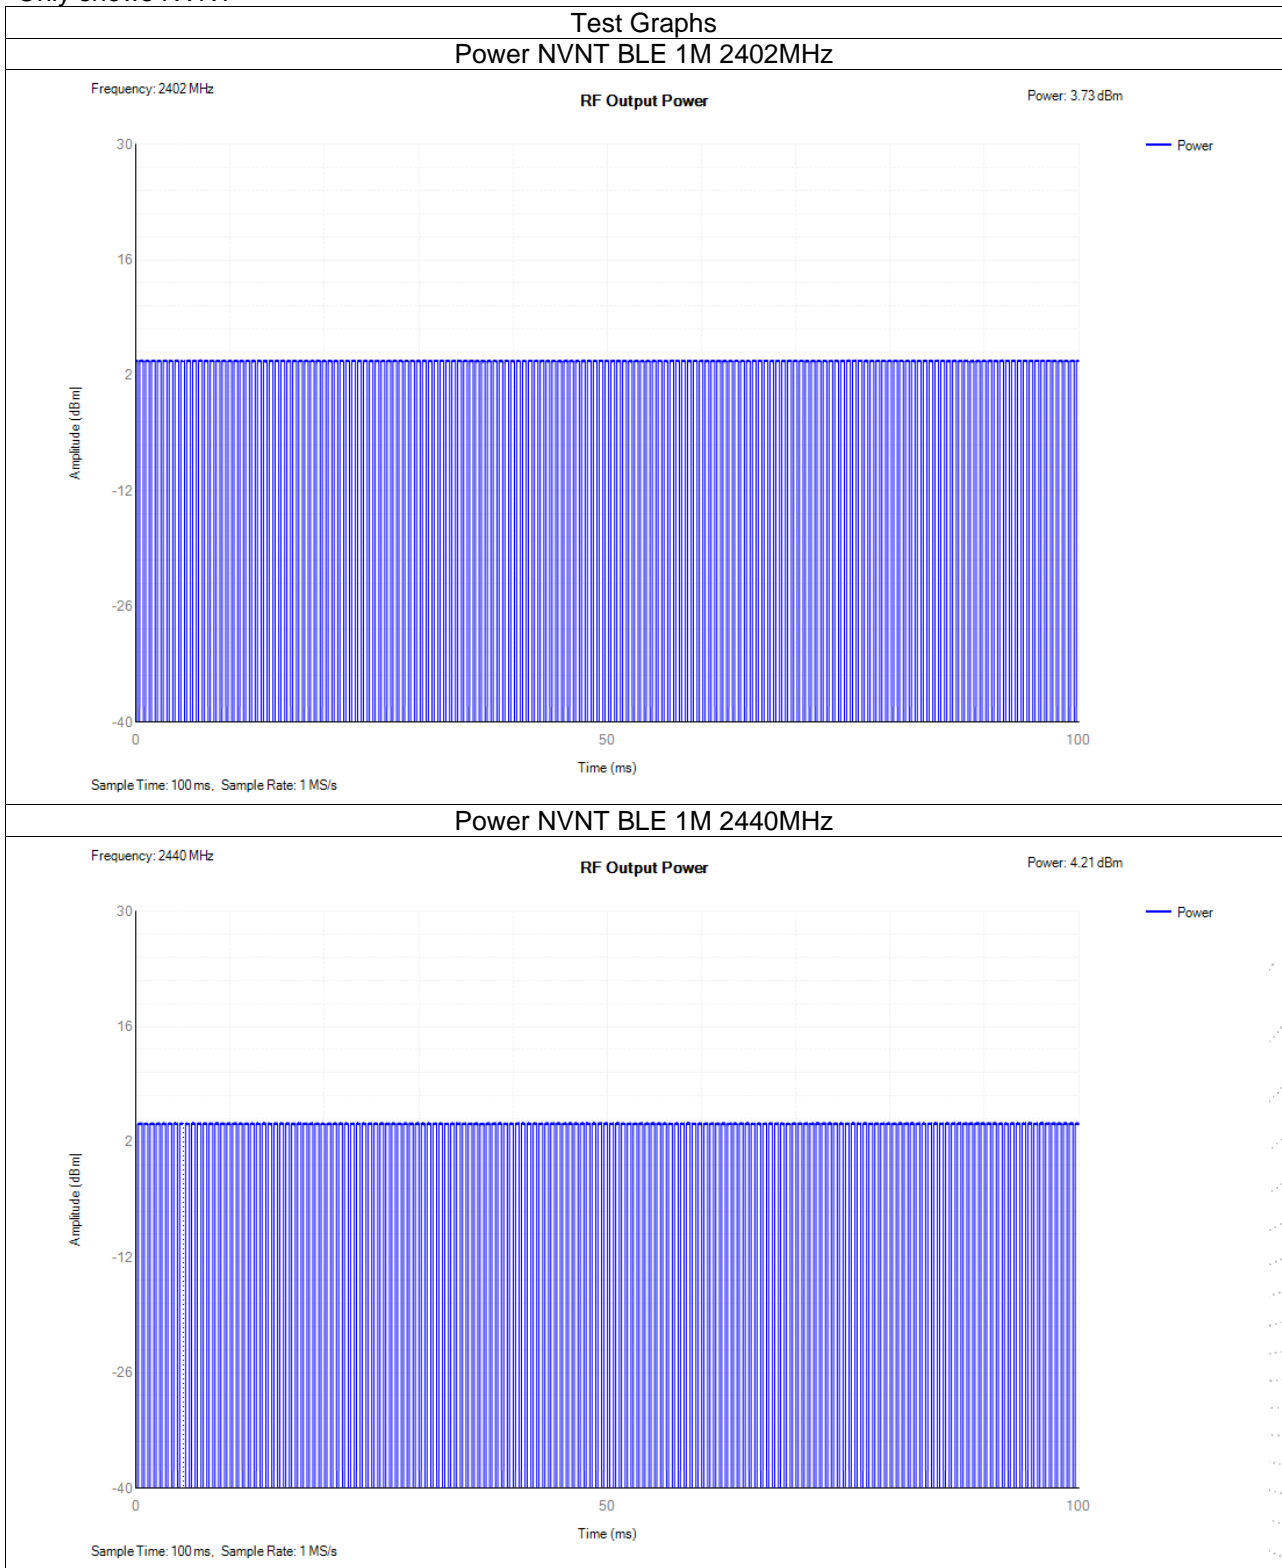 Test Graphs
Power NVNT BLE 1M 2402MHz
Frequency: 2402 MHz
RF Output Power
Power: 3.73 dBm
30
16
2
-12
-26
-40
Amplitude [dBm]
Power
0
50
100
Time (ms)
Sample Time: 100 ms, Sample Rate: 1 MS/s
Power NVNT BLE 1M 2440MHz
Frequency: 2440 MHz
RF Output Power
Power: 4.21 dBm
30
16
2
-12
-26
-40
Amplitude [dBm]
Power
0
50
100
Time (ms)
Sample Time: 100 ms, Sample Rate: 1 MS/s